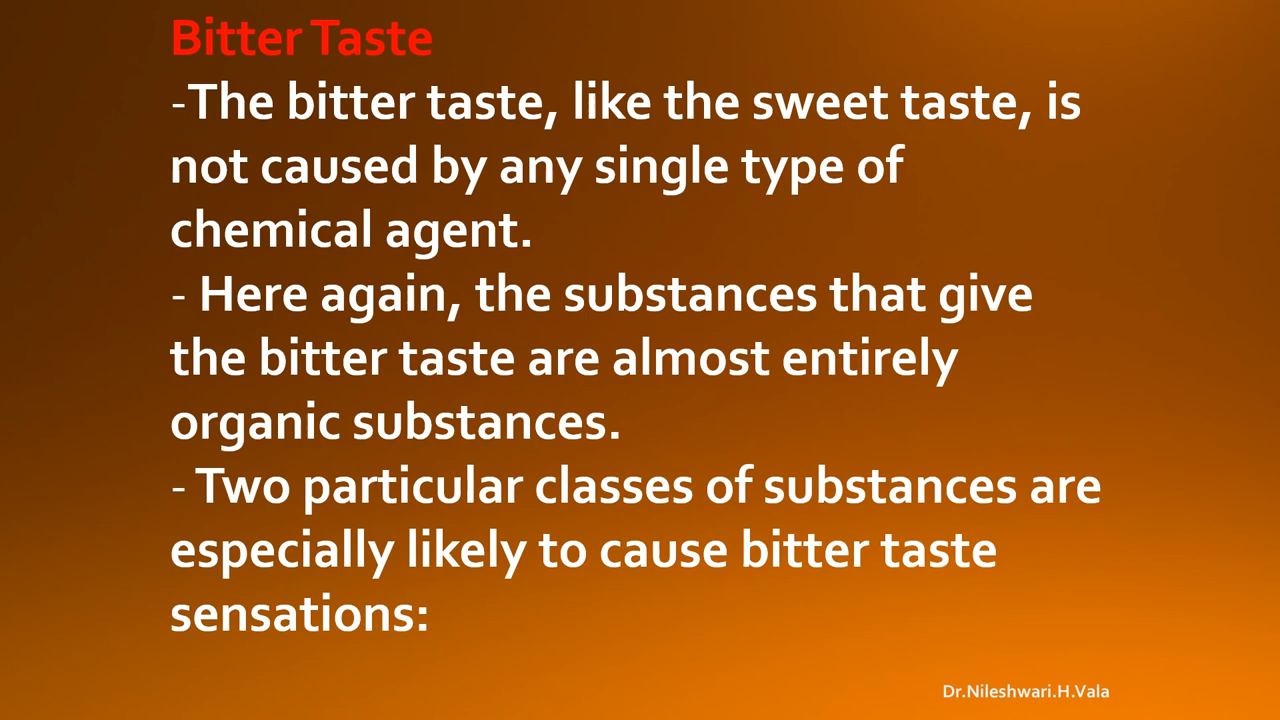 Bitter Taste
-The bitter taste, like the sweet taste, is
not caused by any single type of
chemical agent.
- Here again, the substances that give
the bitter taste are almost entirely
organic substances.
- Two particular classes of substances are
especially likely to cause bitter taste
sensations:
Dr.Nileshwari.H.Vala